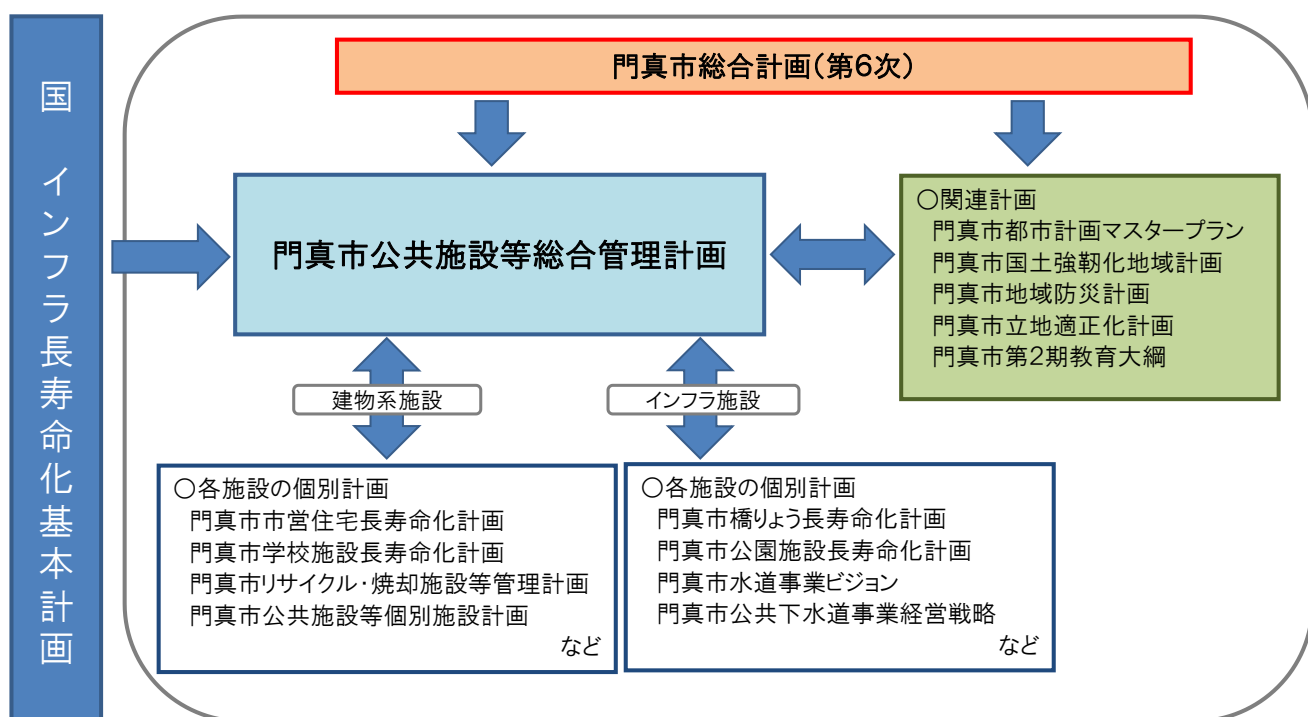 国 インフラ長寿命化基本計画
門真市総合計画(第6次)
門真市公共施設等総合管理計画
○関連計画
門真市都市計画マスタープラン
門真市国土強靭化地域計画
門真市地域防災計画
門真市立地適正化計画
門真市第2期教育大綱
建物系施設
インフラ施設
○各施設の個別計画
門真市市営住宅長寿命化計画
門真市学校施設長寿命化計画
門真市リサイクル・焼却施設等管理計画
門真市公共施設等個別施設計画
など
○各施設の個別計画
門真市橋りょう長寿命化計画
門真市公園施設長寿命化計画
門真市水道事業ビジョン
門真市公共下水道事業経営戦略
など